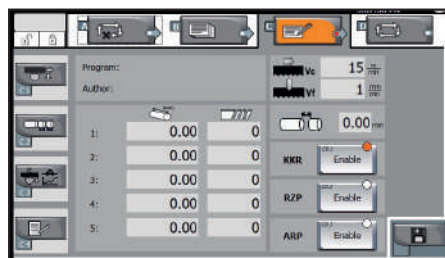 A
B
C
D
Program:
Author:
Vc 15 m/min
Vf 1 mm/min
0.00 mm
1: 0.00 0
2: 0.00 0
3: 0.00 0
4: 0.00 0
5: 0.00 0
KKR Enable
RZP Enable
ARP Enable